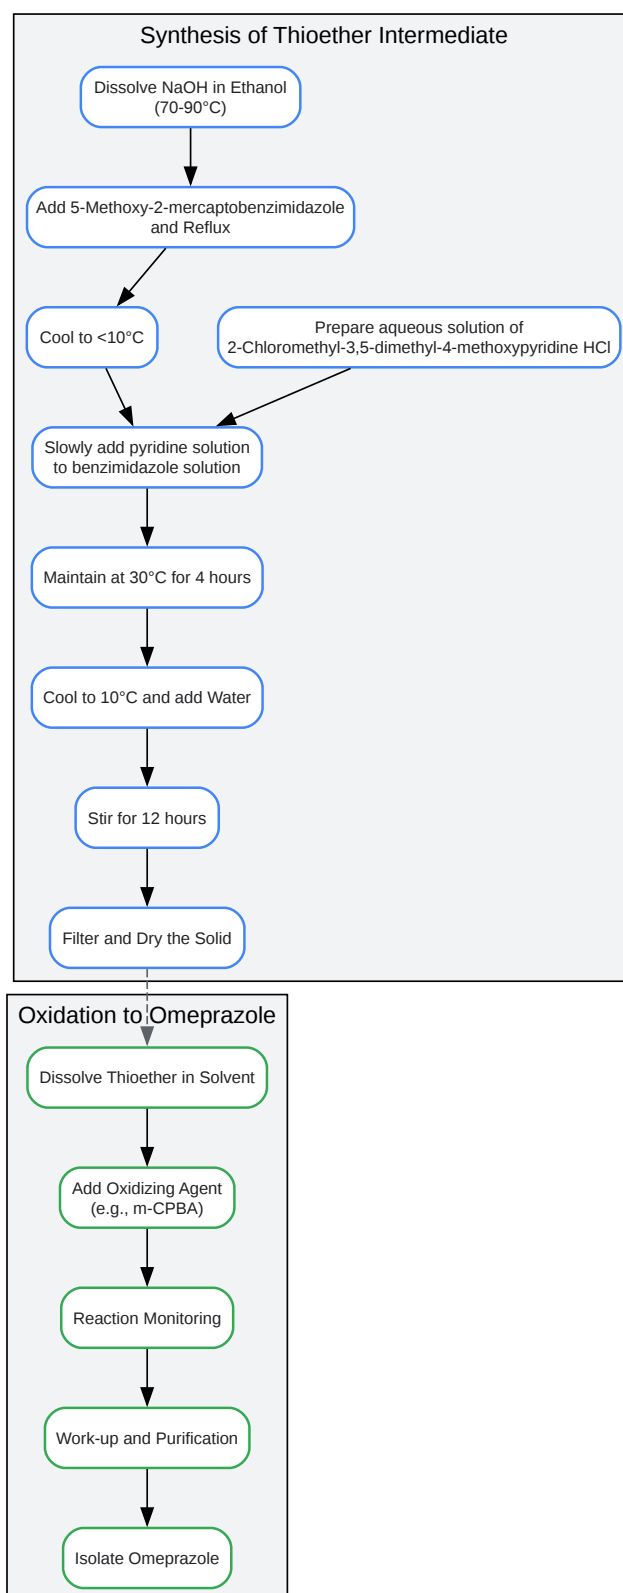 Synthesis of Thioether Intermediate
Dissolve NaOH in Ethanol
(70-90°C)
Add 5-Methoxy-2-mercaptobenzimidazole
and Reflux
Cool to <10°C
Prepare aqueous solution of
2-Chloromethyl-3,5-dimethyl-4-methoxypyridine HCl
Slowly add pyridine solution
to benzimidazole solution
Maintain at 30°C for 4 hours
Cool to 10°C and add Water
Stir for 12 hours
Filter and Dry the Solid
Oxidation to Omeprazole
Dissolve Thioether in Solvent
Add Oxidizing Agent
(e.g., m-CPBA)
Reaction Monitoring
Work-up and Purification
Isolate Omeprazole